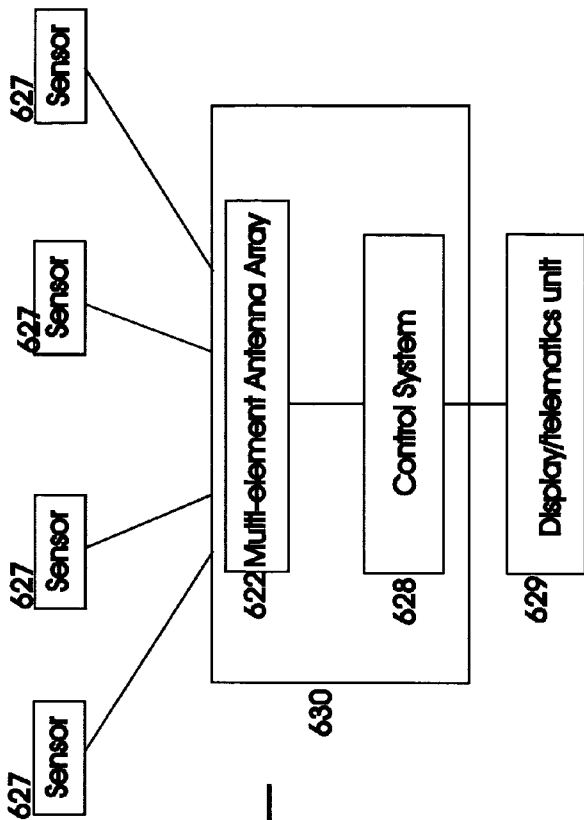 627
Sensor
627
Sensor
627
Sensor
627
Sensor
622 Multi-element Antenna Array
628
Control System
630
629
Display/telematics unit